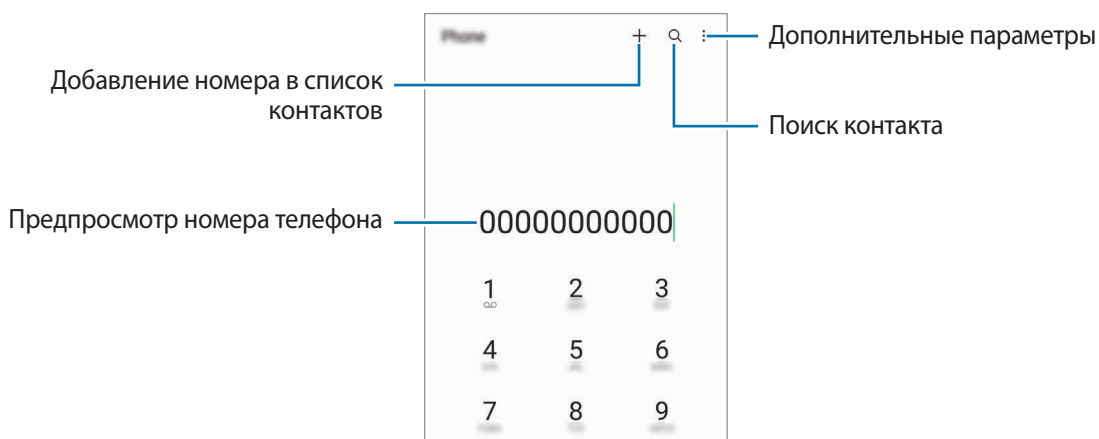 Phone
Дополнительные параметры
Добавление номера в список
контактов
Поиск контакта
Предпросмотр номера телефона
00000000000
1 2 3
4 5 6
7 8 9